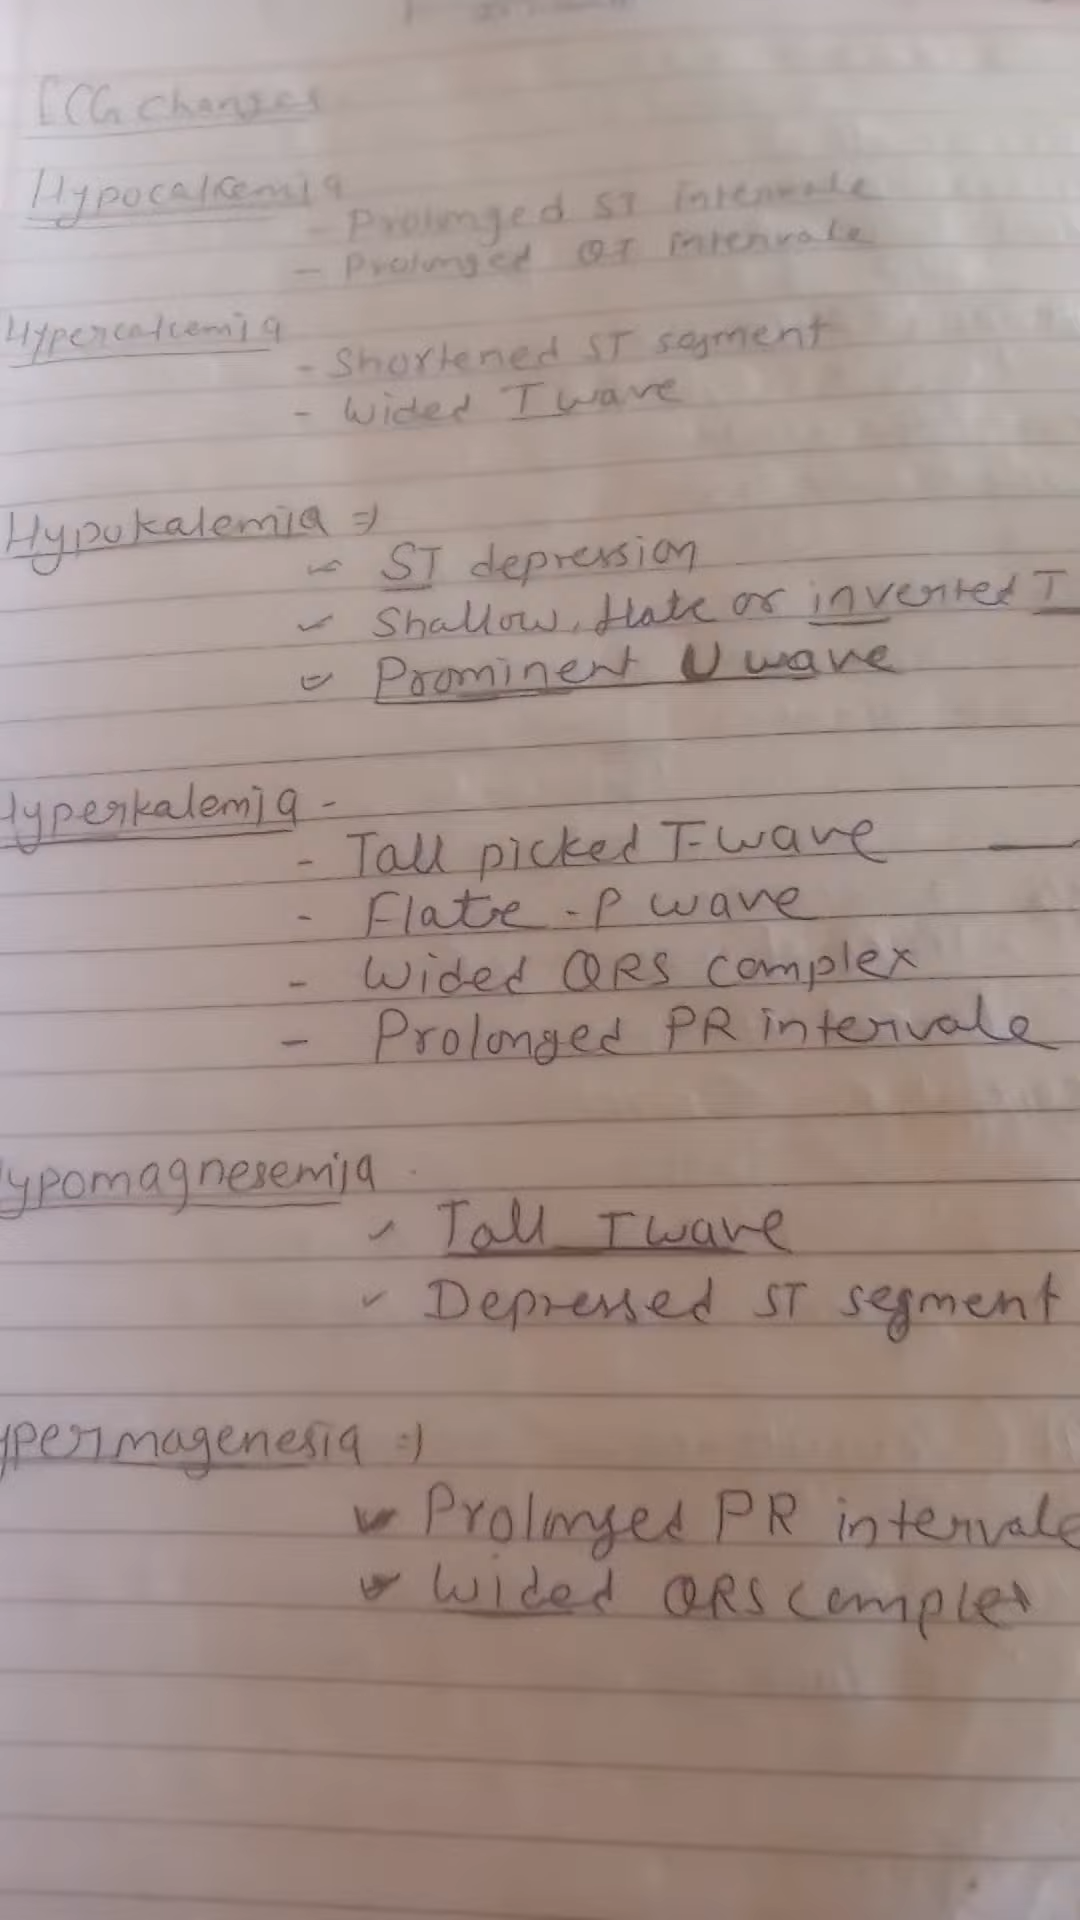 ECG changes
Hypocalcemia
- Prolonged ST intervale
- Prolonged QT intervale
Hypercalcemia
- Shortened ST segment
- Wided T wave
Hypokalemia =)
ST depression
Shallow, flate or inverted T
Prominent U wave
Hyperkalemia -
- Tall picked T-wave
- Flate - P wave
- Wided QRS complex
- Prolonged PR intervale
ypomagnesemia
Tall T wave
Depressed ST segment
ypermagenesia =)
Prolonged PR intervale
Wided QRS complex